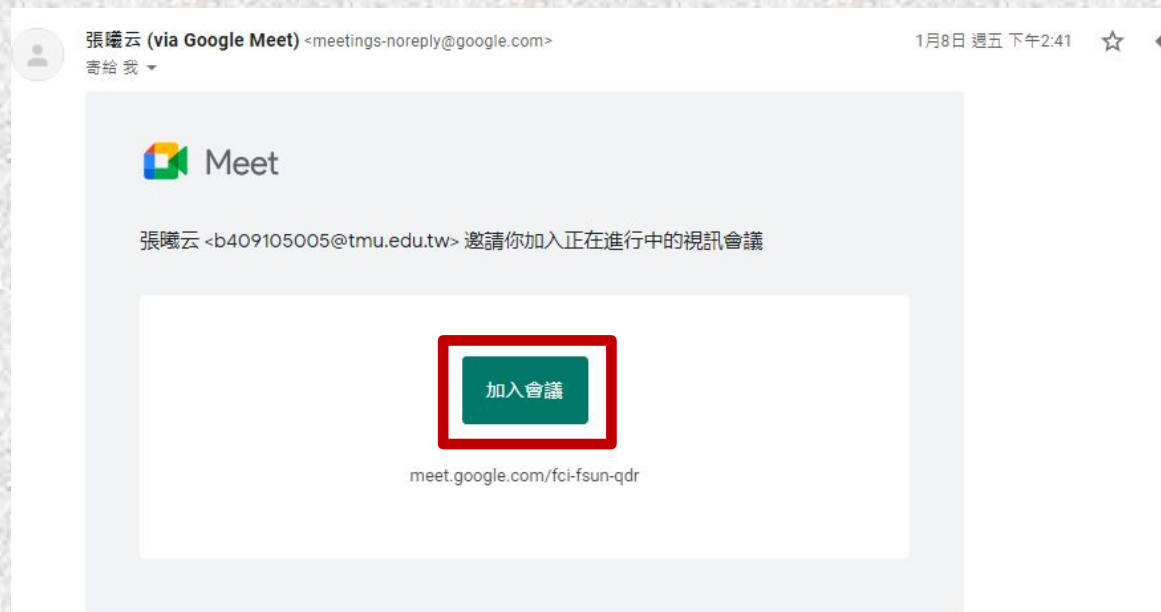 張曦云 (via Google Meet) <meetings-noreply@google.com>
1月8日 週五 下午2:41
寄給 我
Meet
張曦云 <b409105005@tmu.edu.tw> 邀請你加入正在進行中的視訊會議
加入會議
meet.google.com/fci-fsun-qdr